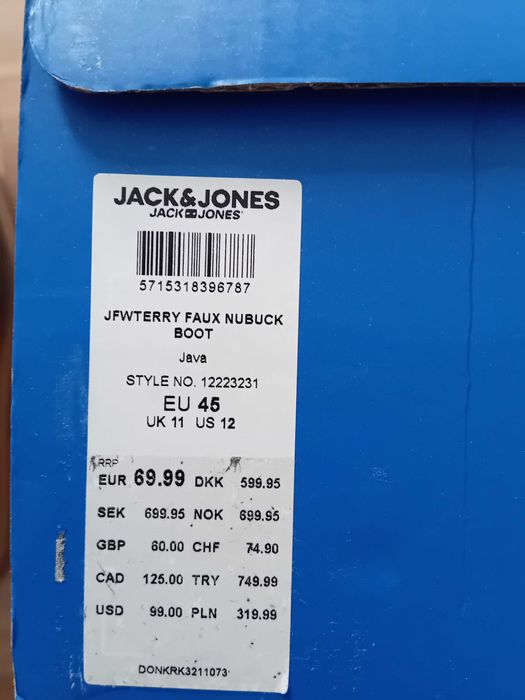 JACK&JONES
JACK JONES
5715318396787
JFWTERRY FAUX NUBUCK
BOOT
Java
STYLE NO. 12223231
EU 45
UK 11 US 12
RRP
EUR 69.99 DKK 599.95
SEK 699.95 NOK 699.95
GBP 60.00 CHF 74.90
CAD 125.00 TRY 749.99
USD 99.00 PLN 319.99
DONKRK3211073